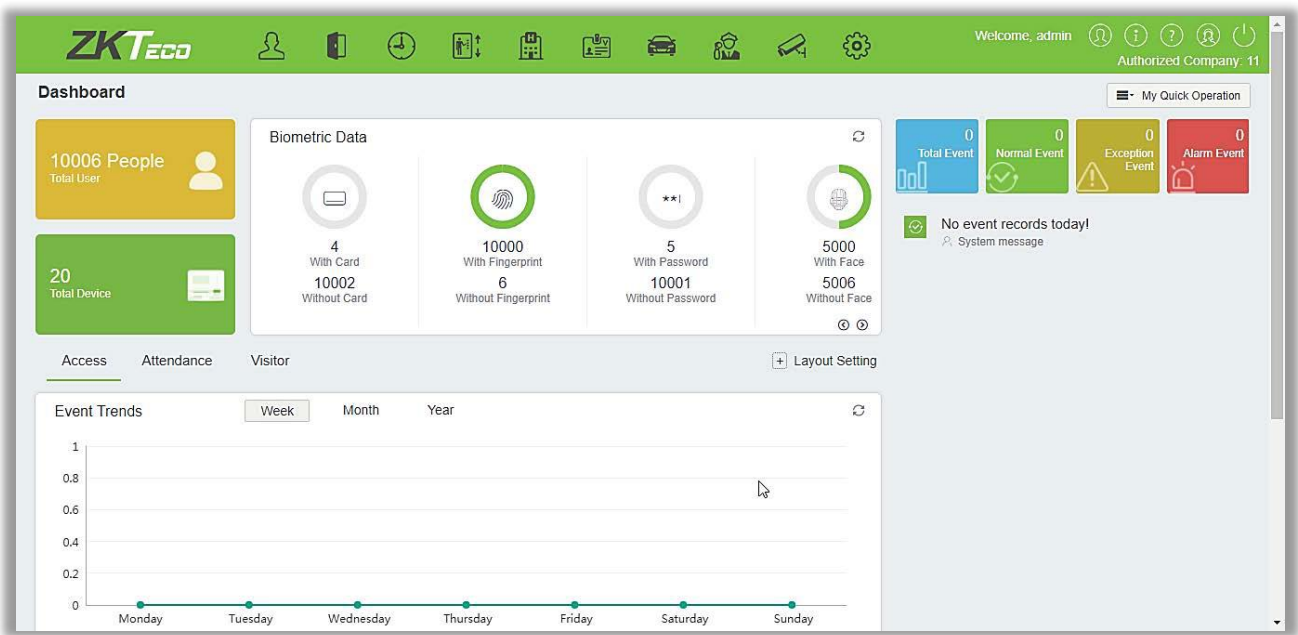 ZKTECO
Welcome, admin
Authorized Company: 11
Dashboard
My Quick Operation
10006 People
Total User
20
Total Device
Biometric Data
**|
4
With Card
10002
Without Card
10000
With Fingerprint
6
Without Fingerprint
5
With Password
10001
Without Password
5000
With Face
5006
Without Face
0
Total Event
0
Normal Event
0
Exception
Event
0
Alarm Event
No event records today!
System message
Access Attendance Visitor
Layout Setting
Event Trends Week Month Year
1
0.8
0.6
0.4
0.2
0
Monday Tuesday Wednesday Thursday Friday Saturday Sunday